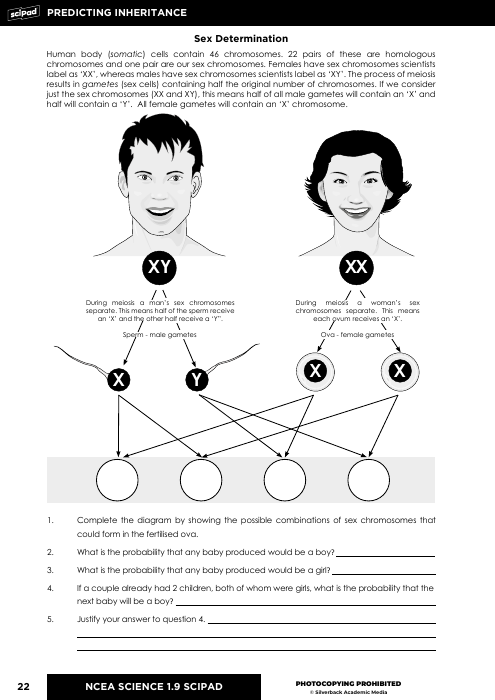 scipad PREDICTING INHERITANCE
Sex Determination
Human body (somatic) cells contain 46 chromosomes. 22 pairs of these are homologous
chromosomes and one pair are our sex chromosomes. Females have sex chromosomes scientists
label as 'XX', whereas males have sex chromosomes scientists label as 'XY'. The process of meiosis
results in gametes (sex cells) containing half the original number of chromosomes. If we consider
just the sex chromosomes (XX and XY), this means half of all male gametes will contain an 'X' and
half will contain a 'Y'. All female gametes will contain an 'X' chromosome.
XY
XX
During meiosis a man's sex chromosomes
separate. This means half of the sperm receive
an 'X' and the other half receive a 'Y'.
During meiosis a woman's sex
chromosomes separate. This means
each ovum receives an 'X'.
Sperm - male gametes
Ova - female gametes
X
Y
X
X
1. Complete the diagram by showing the possible combinations of sex chromosomes that
could form in the fertilised ova.
2. What is the probability that any baby produced would be a boy?
3. What is the probability that any baby produced would be a girl?
4. If a couple already had 2 children, both of whom were girls, what is the probability that the
next baby will be a boy?
5. Justify your answer to question 4.
22
NCEA SCIENCE 1.9 SCIPAD
PHOTOCOPYING PROHIBITED
© Silverback Academic Media